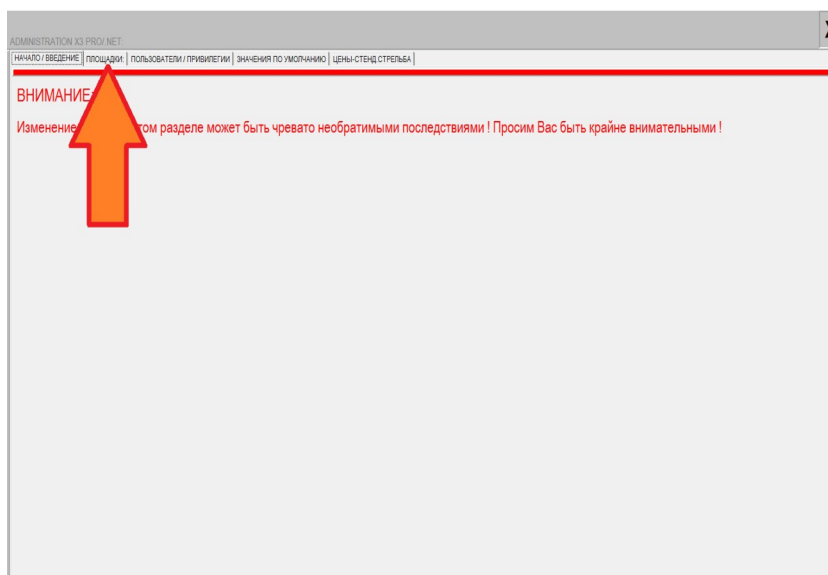 ADMINISTRATION X3 PRO/.NET:
НАЧАЛО / ВВЕДЕНИЕ ПЛОЩАДКИ: ПОЛЬЗОВАТЕЛИ / ПРИВИЛЕГИИ ЗНАЧЕНИЯ ПО УМОЛЧАНИЮ ЦЕНЫ-СТЕНД.СТРЕЛЬБА
ВНИМАНИЕ
Изменение том разделе может быть чревато необратимыми последствиями ! Просим Вас быть крайне внимательными !